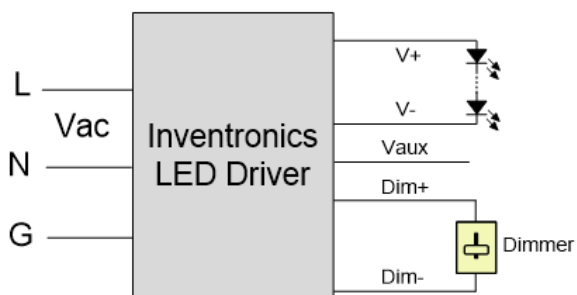 L
Vac
N
G
Inventronics
LED Driver
V+
V-
Vaux
Dim+
Dimmer
Dim-